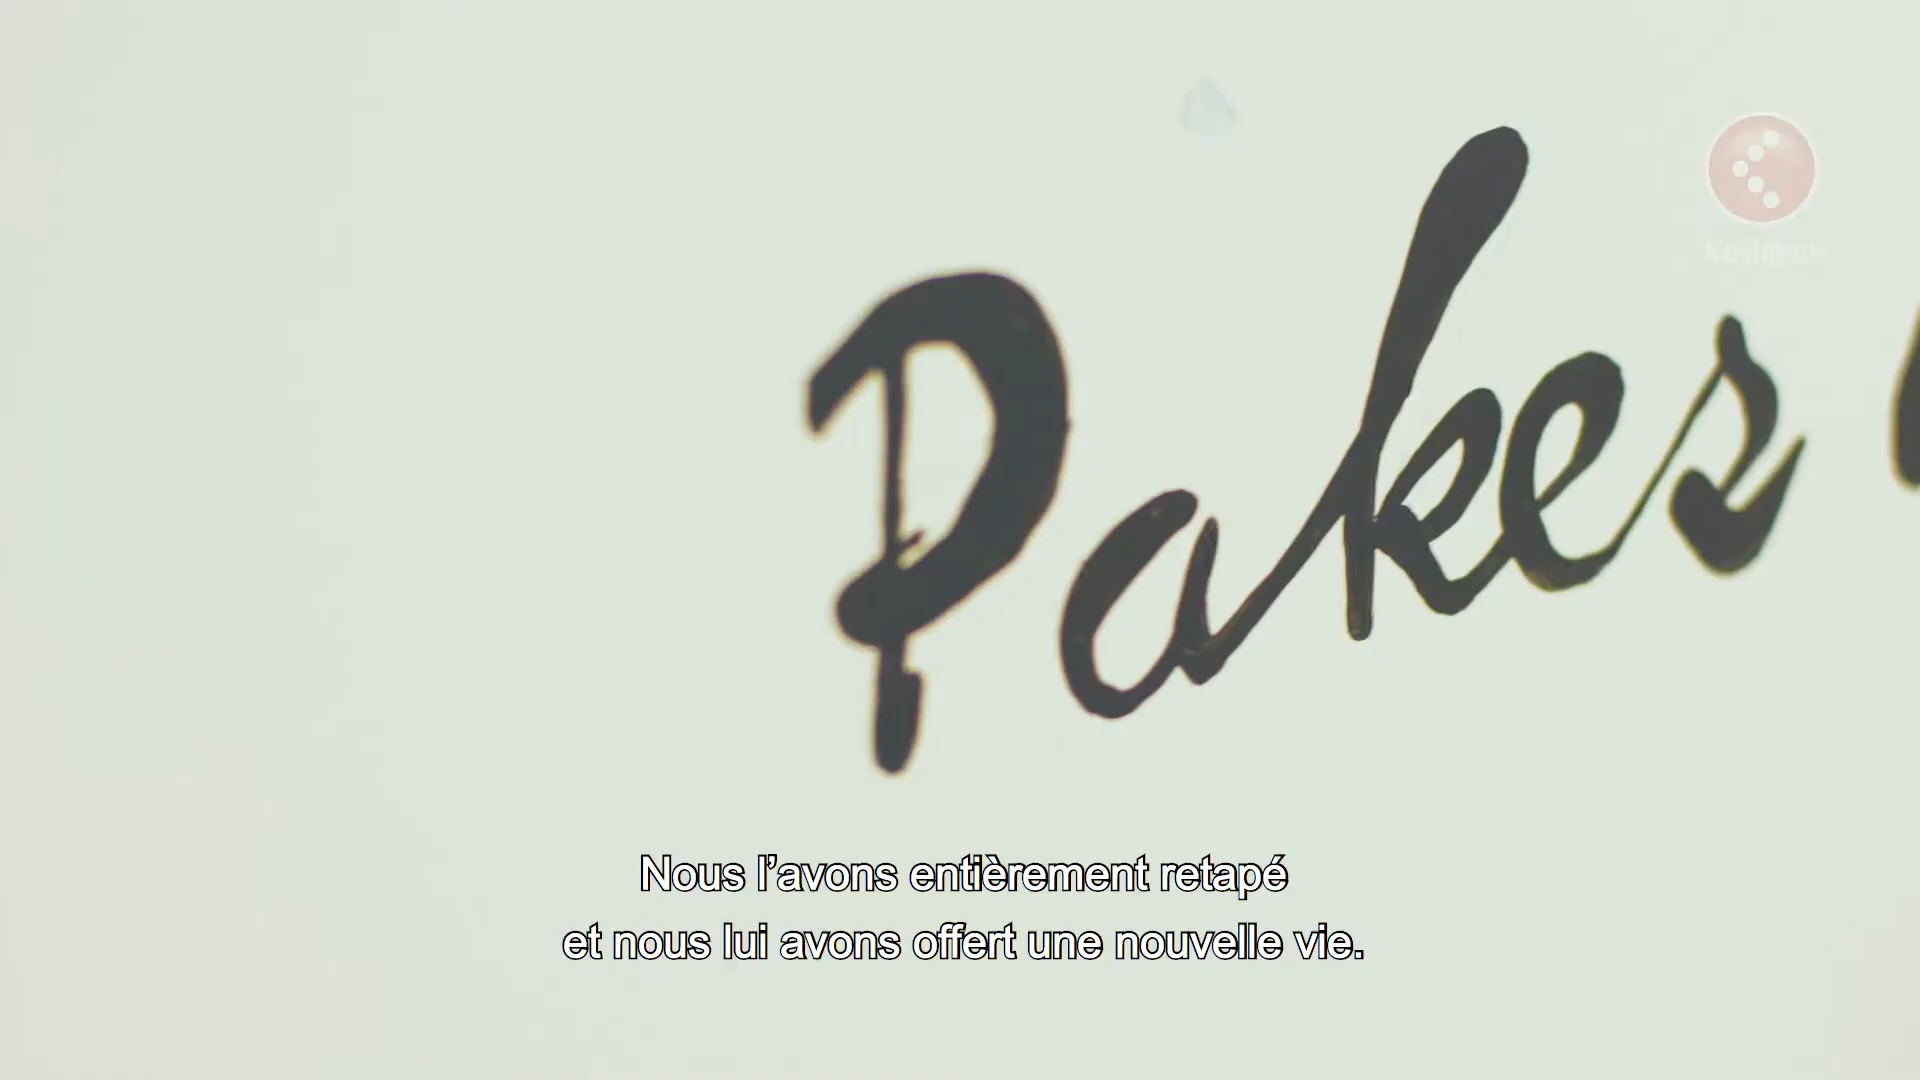 Pakes
Nous l’avons entièrement retapé
et nous lui avons offert une nouvelle vie.